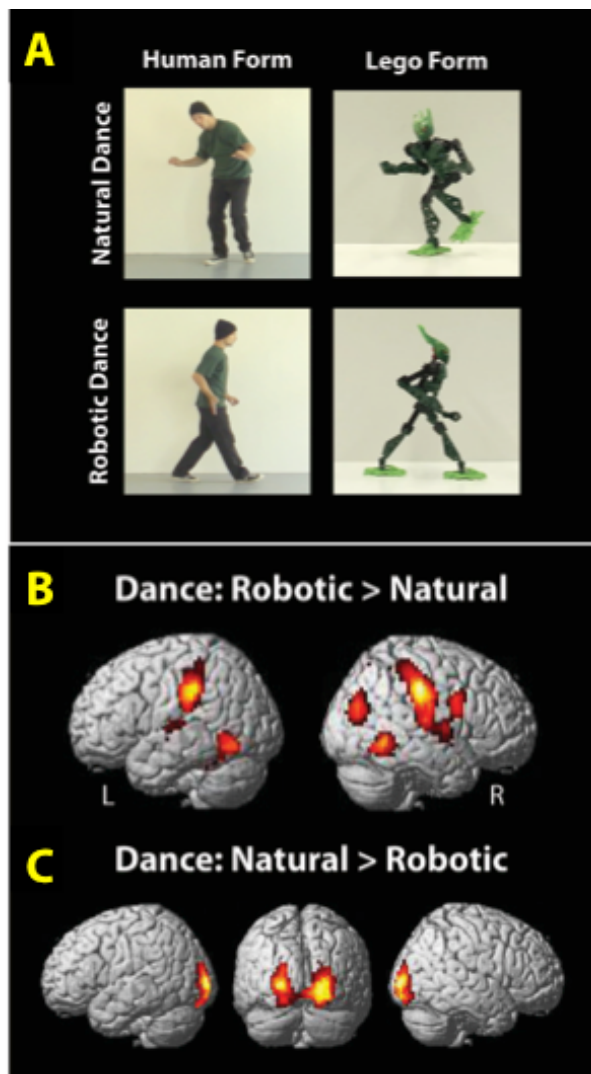 A
Human Form
Lego Form
Natural Dance
Robotic Dance
B
Dance: Robotic > Natural
L
R
C
Dance: Natural > Robotic